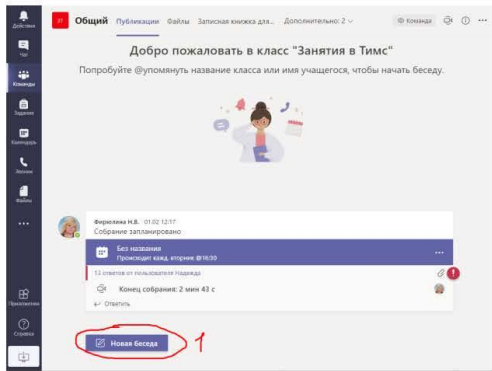 Действия
Чат
Команды
Задания
Календарь
Звонки
Файлы
Приложения
Справка
ЗТ
Общий Публикации Файлы Записная книжка для... Дополнительно: 2
Команда
Добро пожаловать в класс "Занятия в Тимс"
Попробуйте @упомянуть название класса или имя учащегося, чтобы начать беседу.
Фирюлина Н.В. 01.02 12:17
Собрание запланировано
Без названия
Происходит кажд. вторник @16:30
12 ответов от пользователя Надежда
Конец собрания: 2 мин 43 с
Ответить
Новая беседа
1